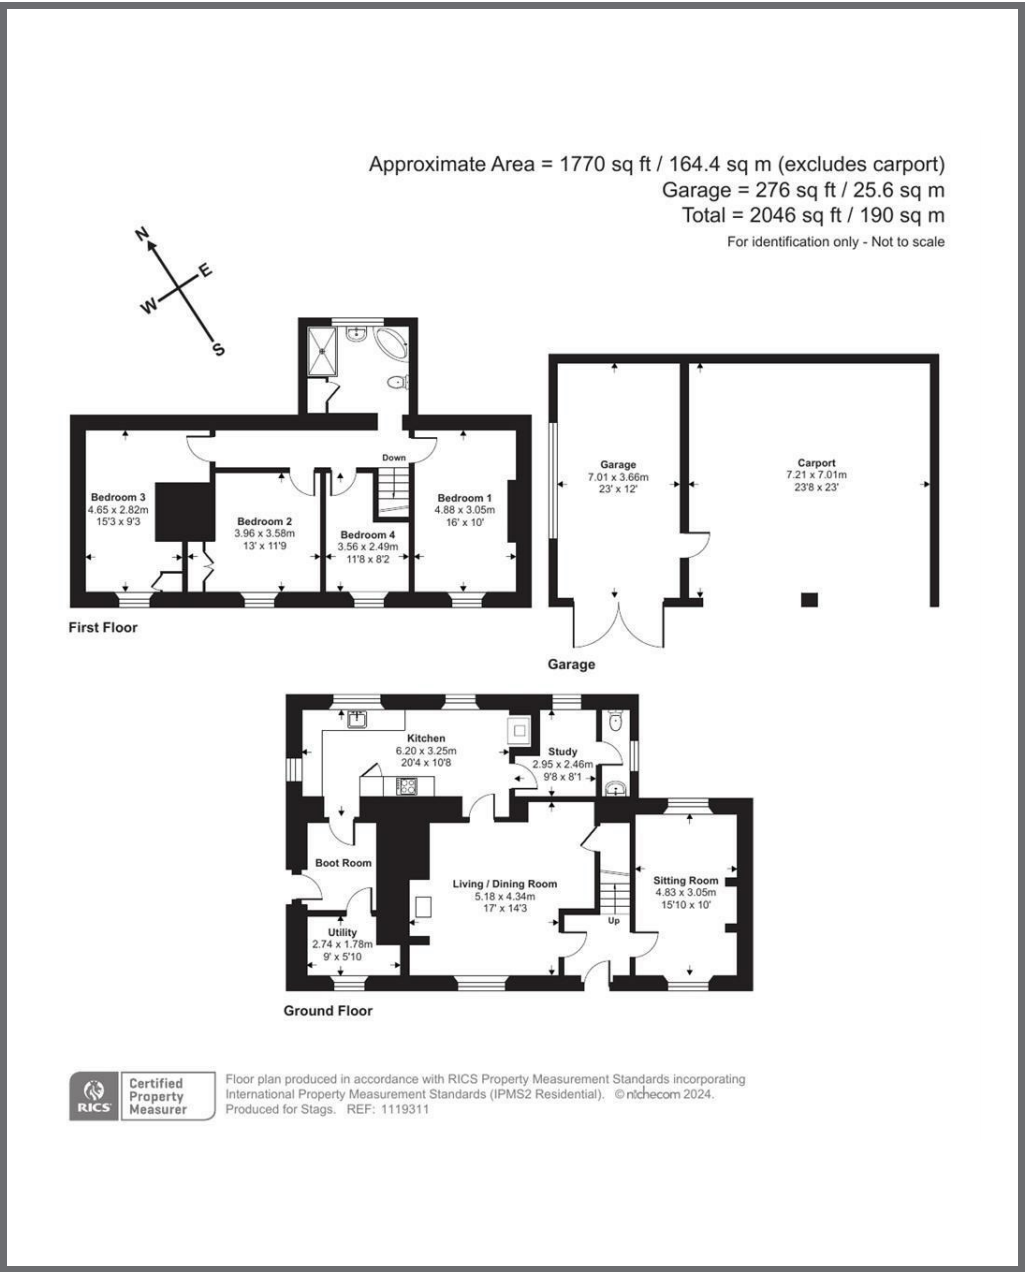 Approximate Area = 1770 sq ft / 164.4 sq m (excludes carport)
Garage = 276 sq ft / 25.6 sq m
Total = 2046 sq ft / 190 sq m
For identification only - Not to scale
N
E
W
S
Down
Bedroom 3
4.65 x 2.82m
15'3 x 9'3
Bedroom 2
3.96 x 3.58m
13' x 11'9
Bedroom 4
3.56 x 2.49m
11'8 x 8'2
Bedroom 1
4.88 x 3.05m
16' x 10'
First Floor
Garage
7.01 x 3.66m
23' x 12'
Carport
7.21 x 7.01m
23'8 x 23'
Garage
Kitchen
6.20 x 3.25m
20'4 x 10'8
Study
2.95 x 2.46m
9'8 x 8'1
Boot Room
Living / Dining Room
5.18 x 4.34m
17' x 14'3
Sitting Room
4.83 x 3.05m
15'10 x 10'
Up
Utility
2.74 x 1.78m
9' x 5'10
Ground Floor
RICS
Certified
Property
Measurer
Floor plan produced in accordance with RICS Property Measurement Standards incorporating
International Property Measurement Standards (IPMS2 Residential). © nıchecom 2024.
Produced for Stags. REF: 1119311